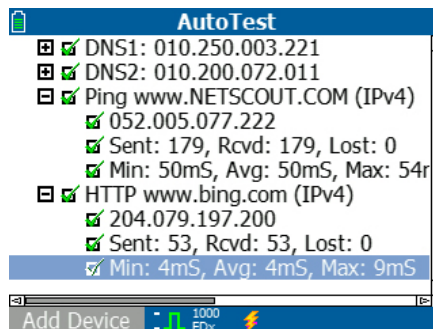 AutoTest
DNS1: 010.250.003.221
DNS2: 010.200.072.011
Ping www.NETSCOUT.COM (IPv4)
052.005.077.222
Sent: 179, Rcvd: 179, Lost: 0
Min: 50mS, Avg: 50mS, Max: 54r
HTTP www.bing.com (IPv4)
204.079.197.200
Sent: 53, Rcvd: 53, Lost: 0
Min: 4mS, Avg: 4mS, Max: 9mS
Add Device 1000
FDx